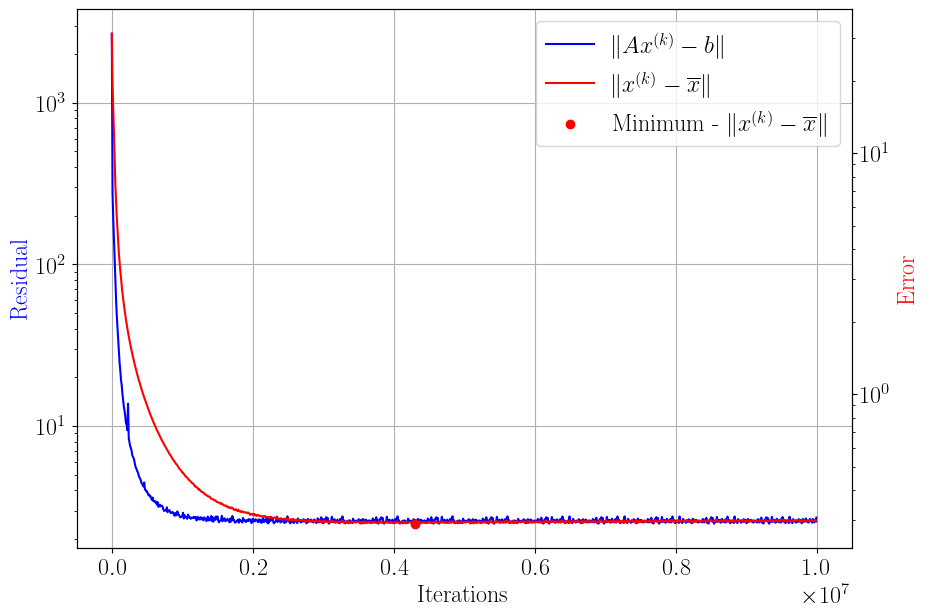 ‖Ax^(k) − b‖
‖x^(k) − x̅‖
Minimum - ‖x^(k) − x̅‖
10^3
10^2
10^1
Residual
10^1
10^0
Error
0.0 0.2 0.4 0.6 0.8 1.0
×10^7
Iterations